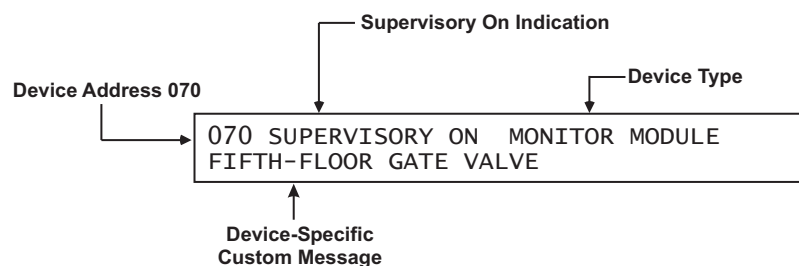 Supervisory On Indication
Device Type
Device Address 070
070 SUPERVISORY ON  MONITOR MODULE
FIFTH-FLOOR GATE VALVE
Device-Specific
Custom Message